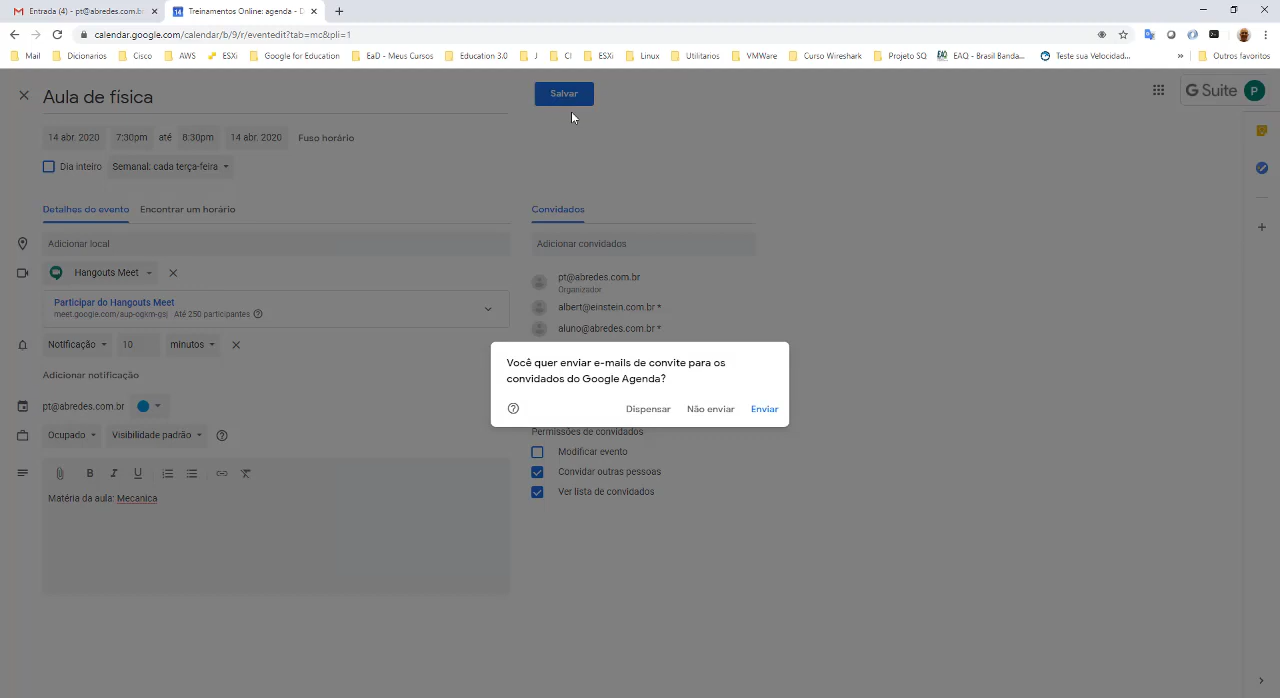 Entrada (4) - pt@abredes.com.b
Treinamentos Online: agenda - D
calendar.google.com/calendar/b/9/r/eventedit?tab=mc&pli=1
Mail
Dicionarios
Cisco
AWS
ESXi
Google for Education
EaD - Meus Cursos
Education 3.0
J
CI
ESXi
Linux
Utilitarios
VMWare
Curso Wireshark
Projeto SQ
EAQ - Brasil Banda...
Teste sua Velocidad...
»
Outros favoritos
Aula de física
Salvar
G Suite
P
14 abr. 2020
7:30pm
até
8:30pm
14 abr. 2020
Fuso horário
Dia inteiro
Semanal: cada terça-feira
Detalhes do evento
Encontrar um horário
Convidados
Adicionar local
Adicionar convidados
Hangouts Meet
pt@abredes.com.br
Organizador
Participar do Hangouts Meet
albert@einstein.com.br *
Até 250 participantes
aluno@abredes.com.br *
Notificação
10
minutos
Você quer enviar e-mails de convite para os
convidados do Google Agenda?
Adicionar notificação
pt@abredes.com.br
Dispensar
Não enviar
Enviar
Ocupado
Visibilidade padrão
Permissões de convidados
Modificar evento
B
I
U
Convidar outras pessoas
Matéria da aula: Mecanica
Ver lista de convidados